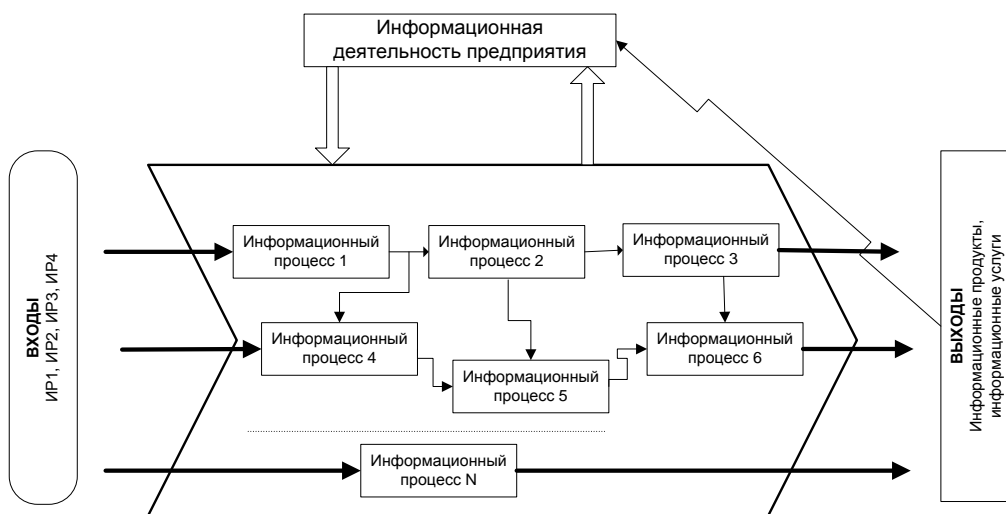 Информационная
деятельность предприятия
ВХОДЫ
ИР1, ИР2, ИР3, ИР4
Информационный
процесс 1
Информационный
процесс 2
Информационный
процесс 3
Информационный
процесс 4
Информационный
процесс 5
Информационный
процесс 6
Информационный
процесс N
ВЫХОДЫ
Информационные продукты,
информационные услуги